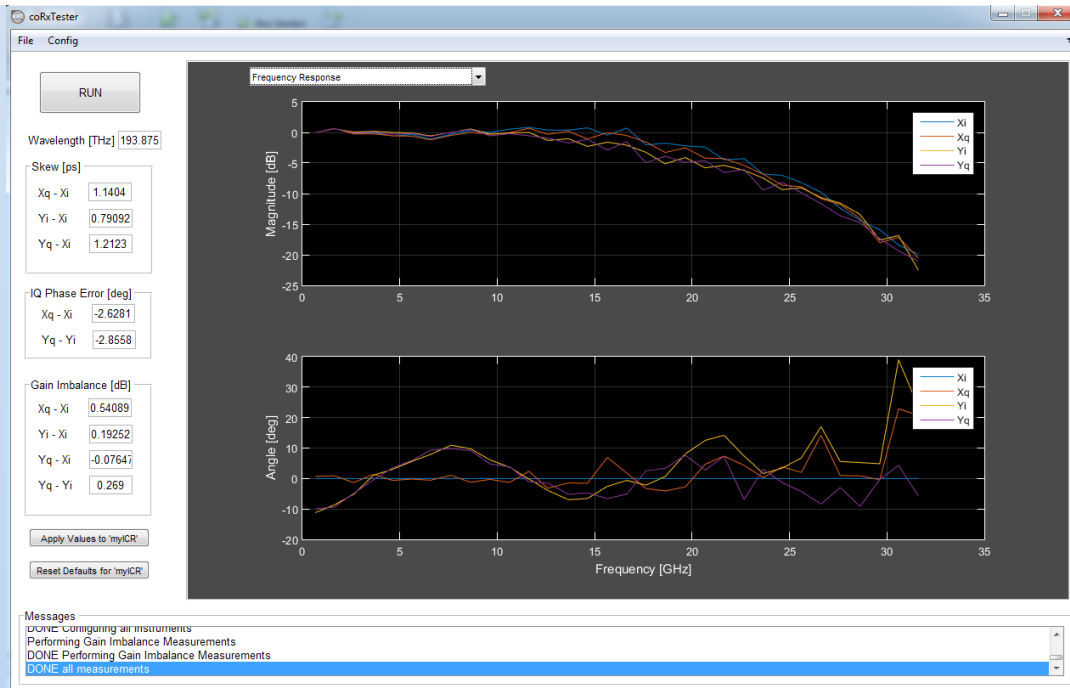 coRxTester
File Config
RUN
Frequency Response
Wavelength [THz] 193.875
Skew [ps]
Xq - Xi 1.1404
Yi - Xi 0.79092
Yq - Xi 1.2123
IQ Phase Error [deg]
Xq - Xi -2.6281
Yq - Yi -2.8558
Gain Imbalance [dB]
Xq - Xi 0.54089
Yi - Xi 0.19252
Yq - Xi -0.07647
Yq - Yi 0.269
Apply Values to 'myICR'
Reset Defaults for 'myICR'
Magnitude [dB]
5
0
-5
-10
-15
-20
-25
0 5 10 15 20 25 30 35
Xi
Xq
Yi
Yq
Angle [deg]
40
30
20
10
0
-10
-20
0 5 10 15 20 25 30 35
Frequency [GHz]
Xi
Xq
Yi
Yq
Messages
DONE Configuring all instruments
Performing Gain Imbalance Measurements
DONE Performing Gain Imbalance Measurements
DONE all measurements